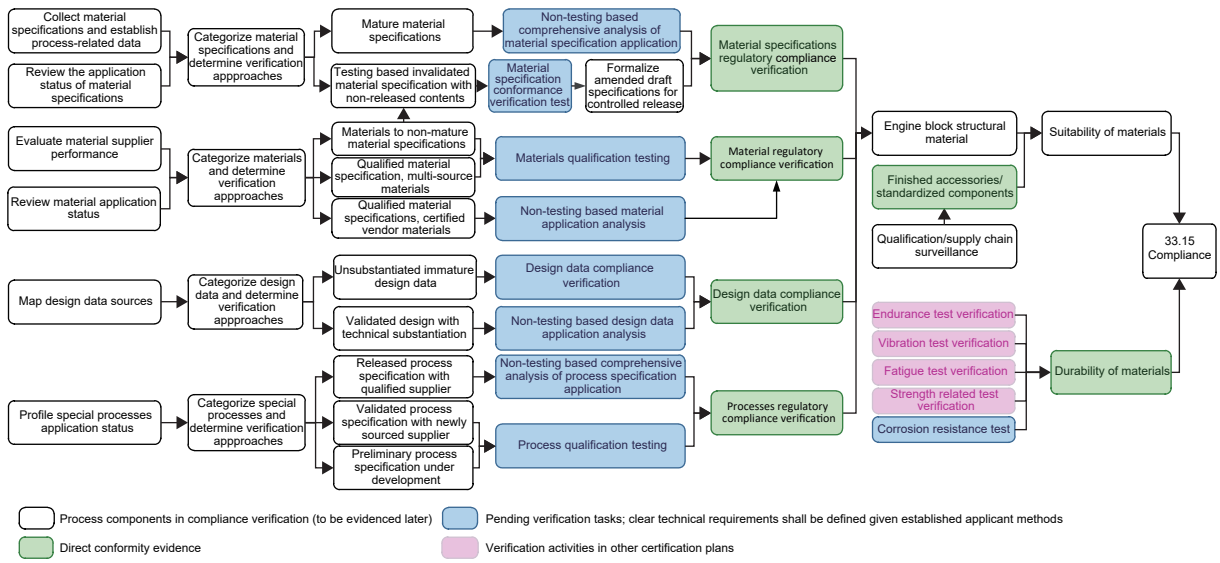 Collect material
specifications and establish
process-related data
Review the application
status of material
specifications
Categorize material
specifications and
determine verification
appproaches
Mature material
specifications
Testing based invalidated
material specification with
non-released contents
Non-testing based
comprehensive analysis of
material specification application
Material
specification
conformance
verification test
Formalize
amended draft
specifications for
controlled release
Material specifications
regulatory compliance
verification
Evaluate material supplier
performance
Review material application
status
Categorize materials
and determine
verification
appproaches
Materials to non-mature
material specifications
Qualified material
specification, multi-source
materials
Qualified material
specifications, certified
vendor materials
Materials qualification testing
Non-testing based material
application analysis
Material regulatory
compliance verification
Map design data sources
Categorize design
data and determine
verification
appproaches
Unsubstantiated immature
design data
Validated design with
technical substantiation
Design data compliance
verification
Non-testing based design data
application analysis
Design data compliance
verification
Profile special processes
application status
Categorize special
processes and
determine verification
appproaches
Released process
specification with
qualified supplier
Validated process
specification with newly
sourced supplier
Preliminary process
specification under
development
Non-testing based comprehensive
analysis of process specification
application
Process qualification testing
Processes regulatory
compliance verification
Engine block structural
material
Finished accessories/
standardized components
Qualification/supply chain
surveillance
Suitability of materials
33.15
Compliance
Endurance test verification
Vibration test verification
Fatigue test verification
Strength related test
verification
Corrosion resistance test
Durability of materials
Process components in compliance verification (to be evidenced later)
Pending verification tasks; clear technical requirements shall be defined given established applicant methods
Direct conformity evidence
Verification activities in other certification plans